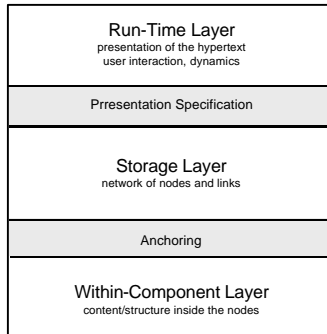 Run-Time Layer
presentation of the hypertext
user interaction, dynamics
Prresentation Specification
Storage Layer
network of nodes and links
Anchoring
Within-Component Layer
content/structure inside the nodes